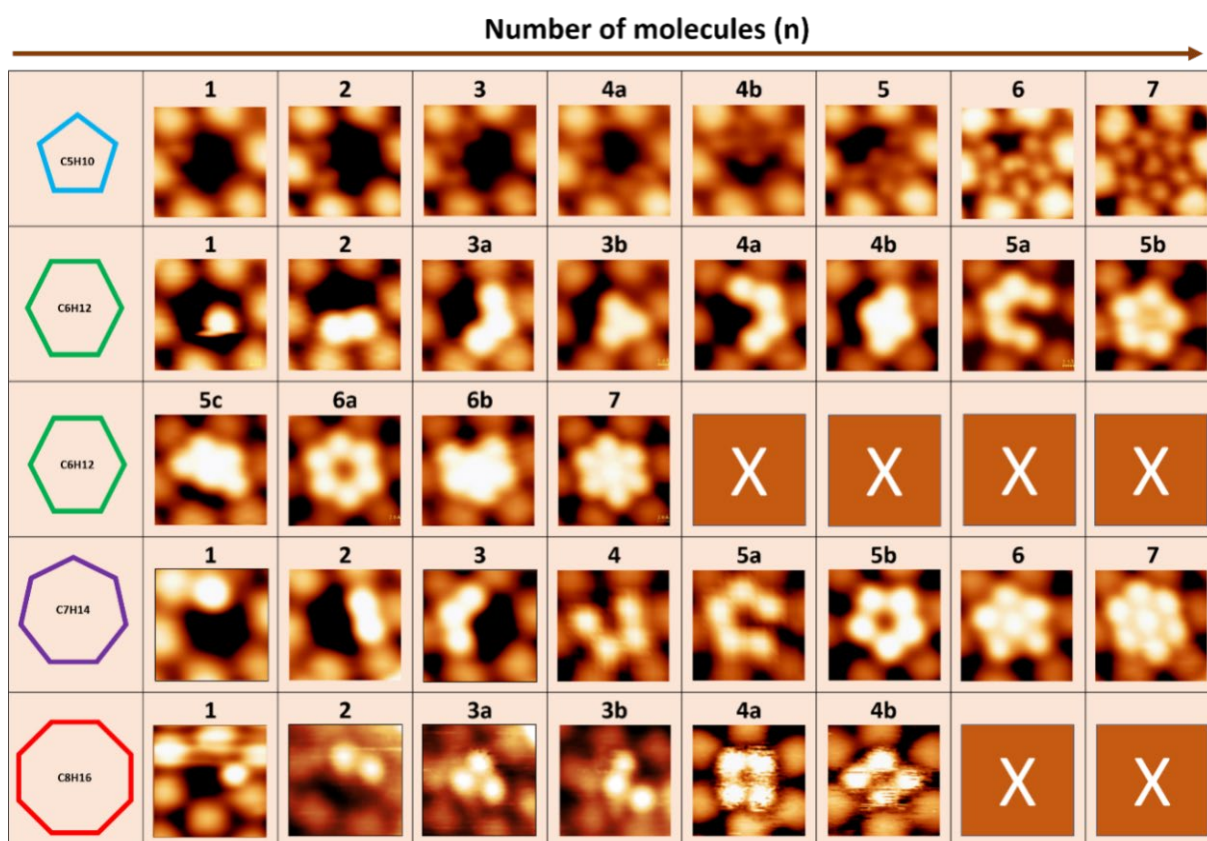 Number of molecules (n)
1 2 3 4a 4b 5 6 7
C5H10
1 2 3a 3b 4a 4b 5a 5b
C6H12
5c 6a 6b 7
C6H12 X X X X
1 2 3 4 5a 5b 6 7
C7H14
1 2 3a 3b 4a 4b
C8H16 X X